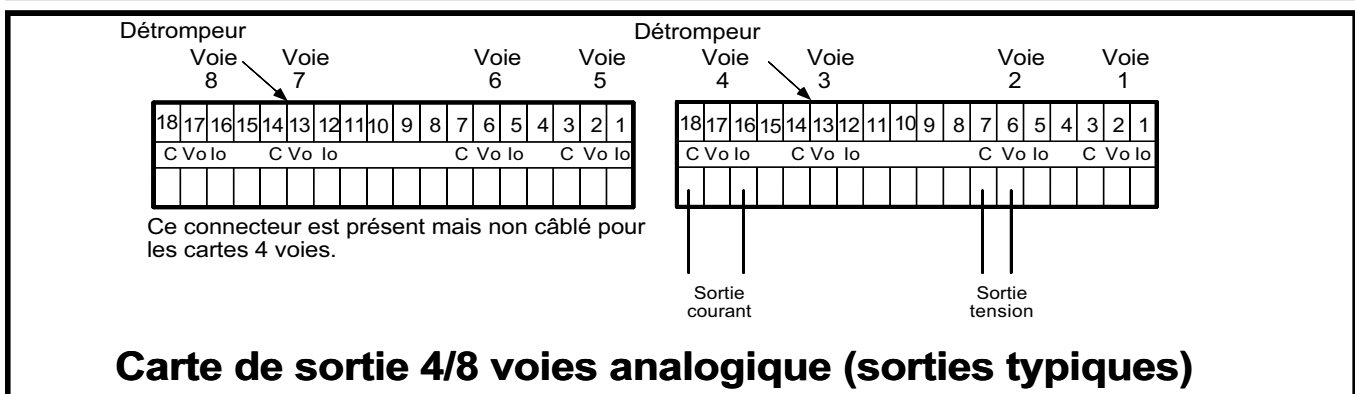 Détrompeur
Voie 8
Voie 7
Voie 6
Voie 5
18 17 16 15 14 13 12 11 10 9 8 7 6 5 4 3 2 1
C Vo Io C Vo Io C Vo Io C Vo Io
Ce connecteur est présent mais non câblé pour
les cartes 4 voies.
Détrompeur
Voie 4
Voie 3
Voie 2
Voie 1
18 17 16 15 14 13 12 11 10 9 8 7 6 5 4 3 2 1
C Vo Io C Vo Io C Vo Io C Vo Io
Sortie
courant
Sortie
tension
Carte de sortie 4/8 voies analogique (sorties typiques)